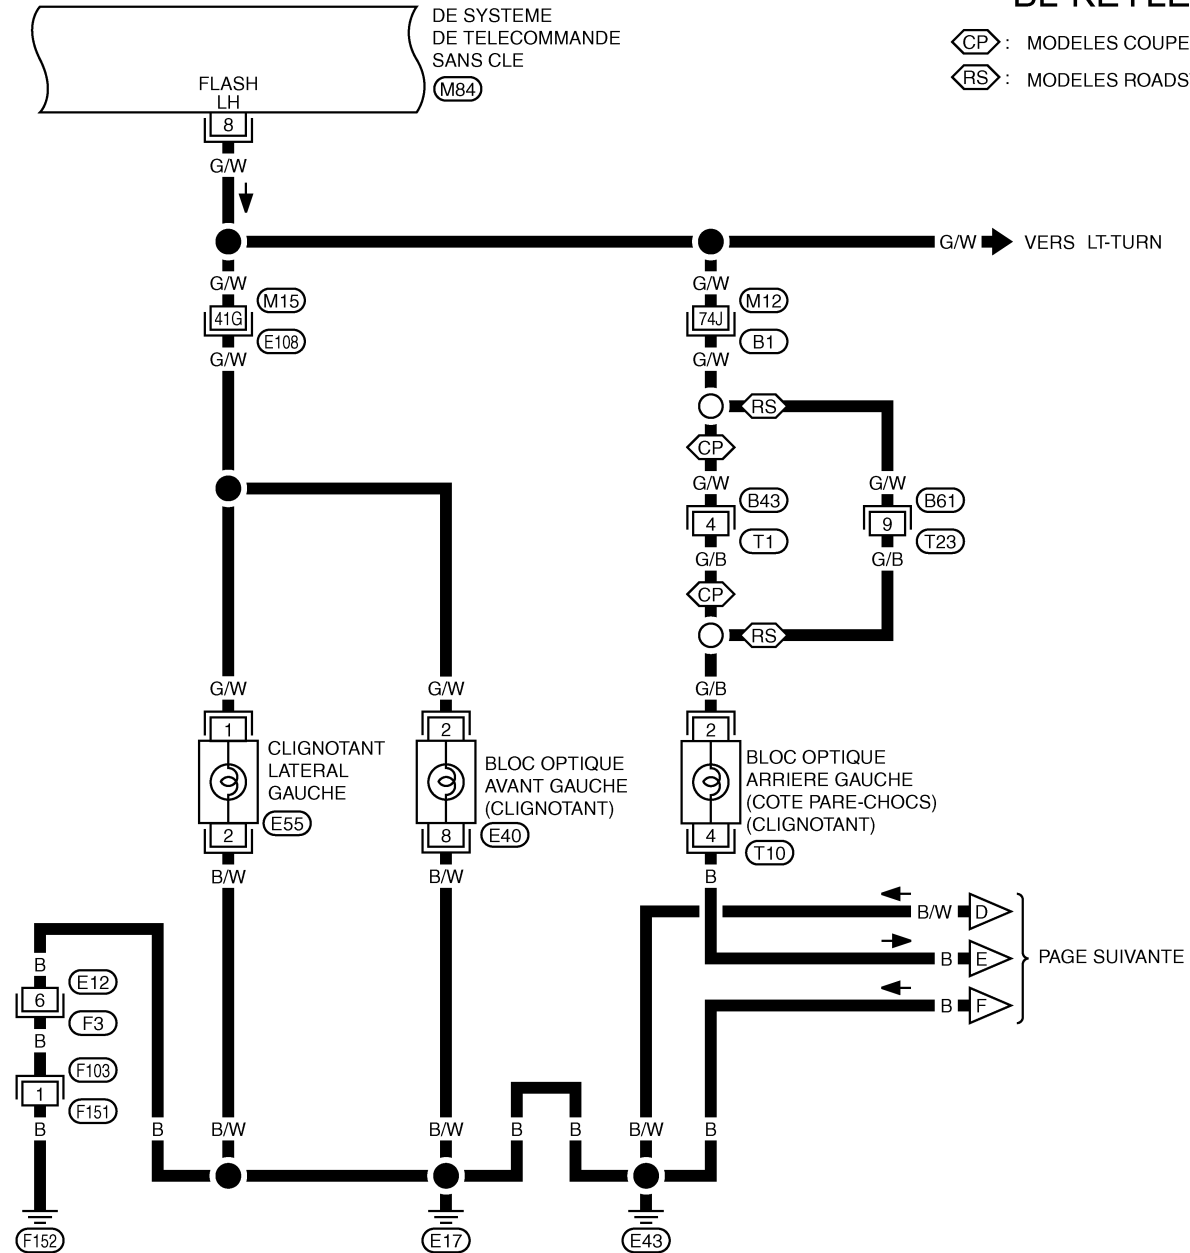 DE SYSTEME
DE TELECOMMANDE
SANS CLE
M84
CP : MODELES COUPE
RS : MODELES ROADS
FLASH
LH
8
G/W
G/W VERS LT-TURN
G/W G/W
M15 M12
41G 74J
E108 B1
G/W G/W
RS
CP
G/W G/W
B43 B61
4 9
T1 T23
G/B G/B
CP
RS
G/W G/W G/B
1 2 2
CLIGNOTANT
LATERAL
GAUCHE
E55
BLOC OPTIQUE
AVANT GAUCHE
(CLIGNOTANT)
E40
BLOC OPTIQUE
ARRIERE GAUCHE
(COTE PARE-CHOCS)
(CLIGNOTANT)
T10
2 8 4
B/W B/W B
B/W D
B E
B F
PAGE SUIVANTE
B
E12
6
F3
B
F103
1
F151
B B B/W B/W B B B/W B
F152 E17 E43